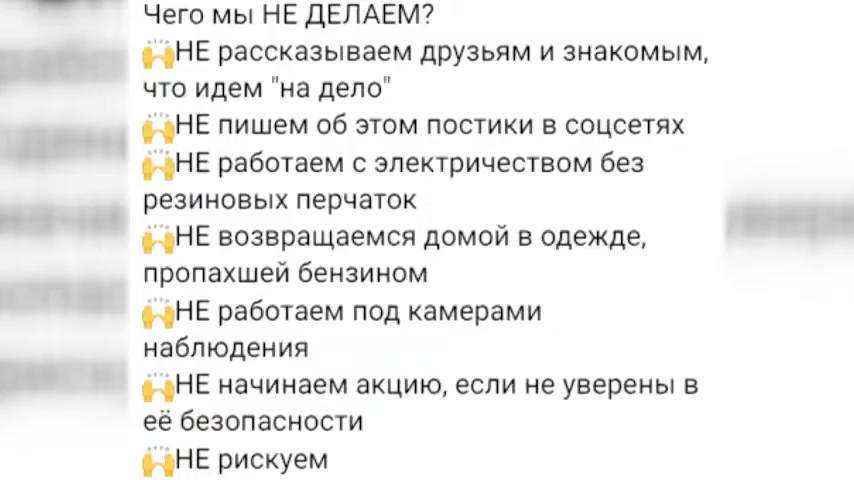 Чего мы НЕ ДЕЛАЕМ?
🙌НЕ рассказываем друзьям и знакомым,
что идем "на дело"
🙌НЕ пишем об этом постики в соцсетях
🙌НЕ работаем с электричеством без
резиновых перчаток
🙌НЕ возвращаемся домой в одежде,
пропахшей бензином
🙌НЕ работаем под камерами
наблюдения
🙌НЕ начинаем акцию, если не уверены в
её безопасности
🙌НЕ рискуем